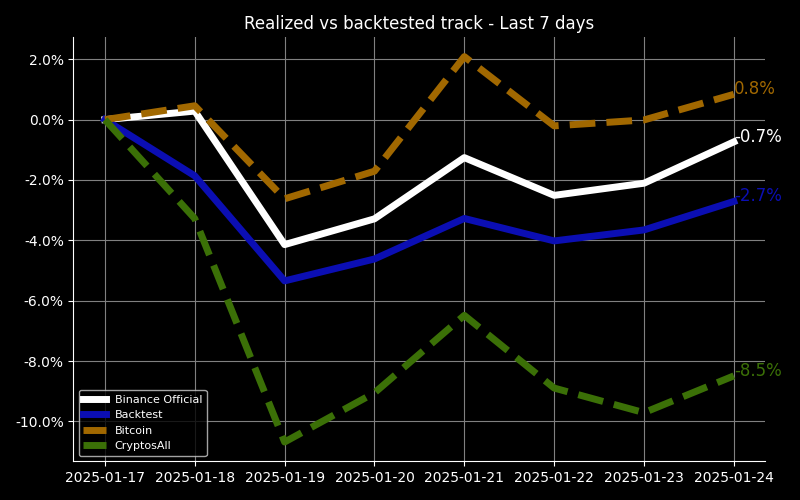 Realized vs backtested track - Last 7 days
2.0%
0.0%
-2.0%
-4.0%
-6.0%
-8.0%
-10.0%
0.8%
-0.7%
-2.7%
-8.5%
Binance Official
Backtest
Bitcoin
CryptosAll
2025-01-17 2025-01-18 2025-01-19 2025-01-20 2025-01-21 2025-01-22 2025-01-23 2025-01-24